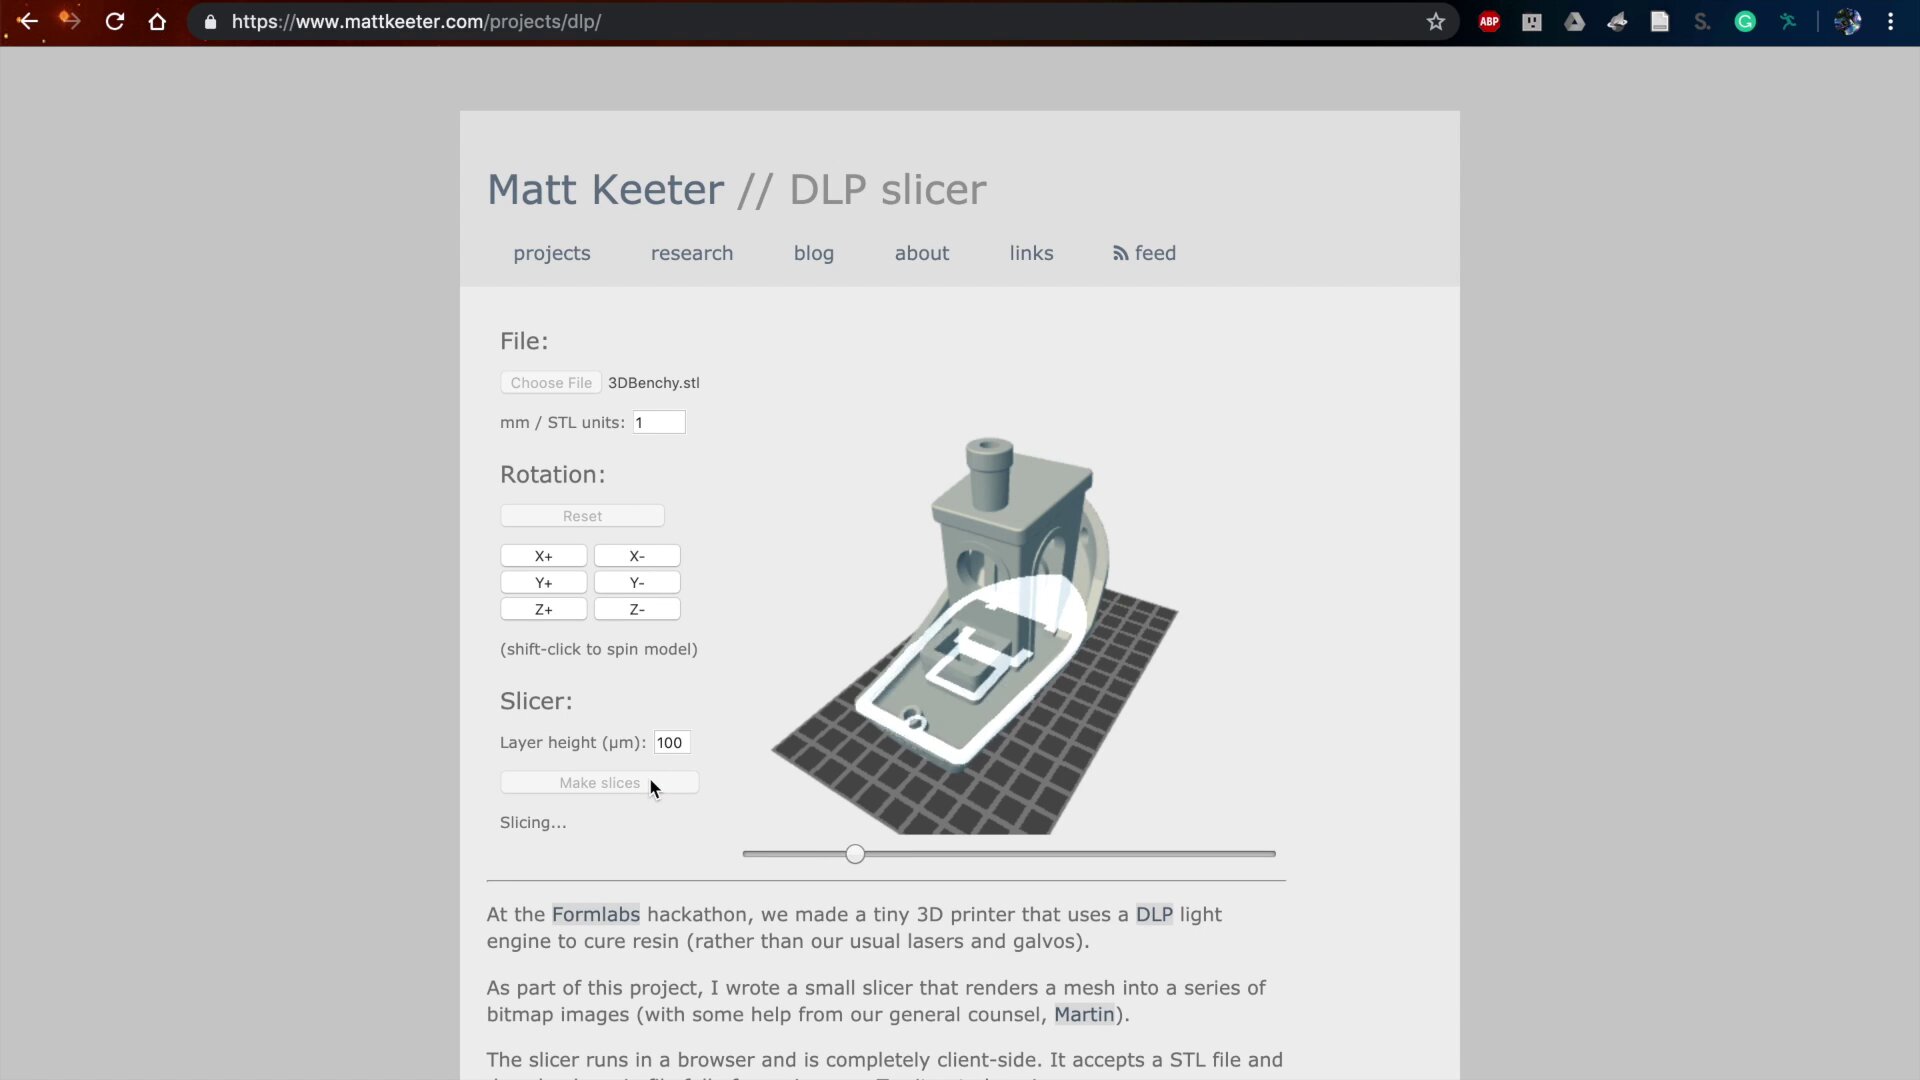 https://www.mattkeeter.com/projects/dlp/
ABP
S.
G
Matt Keeter // DLP slicer
projects research blog about links feed
File:
Choose File 3DBenchy.stl
mm / STL units: 1
Rotation:
Reset
X+ X-
Y+ Y-
Z+ Z-
(shift-click to spin model)
Slicer:
Layer height (µm): 100
Make slices
Slicing...
At the Formlabs hackathon, we made a tiny 3D printer that uses a DLP light
engine to cure resin (rather than our usual lasers and galvos).
As part of this project, I wrote a small slicer that renders a mesh into a series of
bitmap images (with some help from our general counsel, Martin).
The slicer runs in a browser and is completely client-side. It accepts a STL file and